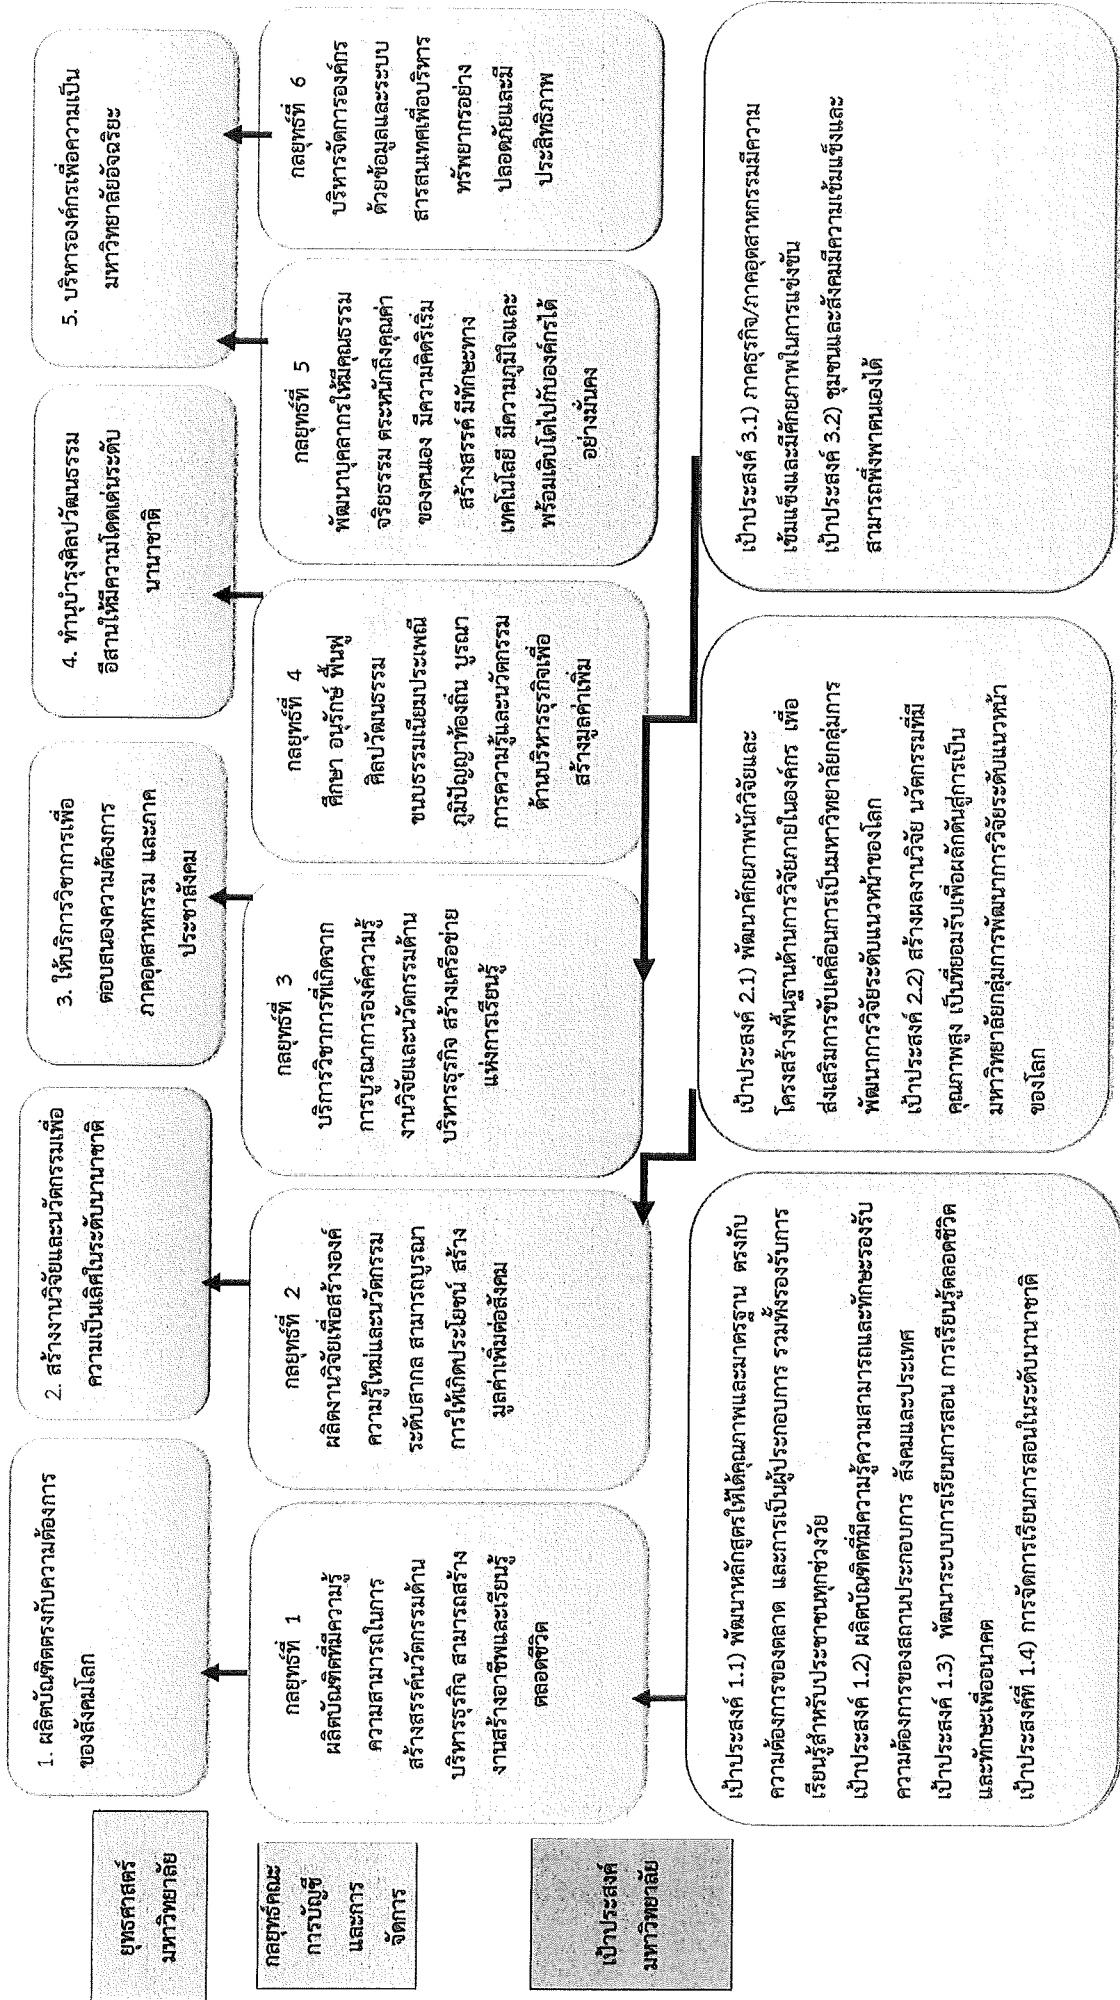 ยุทธศาสตร์
มหาวิทยาลัย
1. ผลิตบัณฑิตตรงกับความต้องการ
ของสังคมโลก
2. สร้างงานวิจัยและนวัตกรรมเพื่อ
ความเป็นเลิศในระดับนานาชาติ
3. ให้บริการวิชาการเพื่อ
ตอบสนองความต้องการ
ภาคอุตสาหกรรม และภาค
ประชาสังคม
4. ทำนุบำรุงศิลปวัฒนธรรม
อีสานให้มีความโดดเด่นระดับ
นานาชาติ
5. บริหารองค์กรเพื่อความเป็น
มหาวิทยาลัยอัจฉริยะ
กลยุทธ์คณะ
การบัญชี
และการ
จัดการ
กลยุทธ์ที่ 1
ผลิตบัณฑิตที่มีความรู้
ความสามารถในการ
สร้างสรรค์นวัตกรรมด้าน
บริหารธุรกิจ สามารถสร้าง
งานสร้างอาชีพและเรียนรู้
ตลอดชีวิต
กลยุทธ์ที่ 2
ผลิตงานวิจัยเพื่อสร้างองค์
ความรู้ใหม่และนวัตกรรม
ระดับสากล สามารถบูรณา
การให้เกิดประโยชน์ สร้าง
มูลค่าเพิ่มต่อสังคม
กลยุทธ์ที่ 3
บริการวิชาการที่เกิดจาก
การบูรณาการองค์ความรู้
งานวิจัยและนวัตกรรมด้าน
บริหารธุรกิจ สร้างเครือข่าย
แห่งการเรียนรู้
กลยุทธ์ที่ 4
ศึกษา อนุรักษ์ ฟื้นฟู
ศิลปวัฒนธรรม
ขนบธรรมเนียมประเพณี
ภูมิปัญญาท้องถิ่น บูรณา
การความรู้และนวัตกรรม
ด้านบริหารธุรกิจเพื่อ
สร้างมูลค่าเพิ่ม
กลยุทธ์ที่ 5
พัฒนาบุคลากรให้มีคุณธรรม
จริยธรรม ตระหนักถึงคุณค่า
ของตนเอง มีความคิดริเริ่ม
สร้างสรรค์ มีทักษะทาง
เทคโนโลยี มีความภูมิใจและ
พร้อมเติบโตไปกับองค์กรได้
อย่างมั่นคง
กลยุทธ์ที่ 6
บริหารจัดการองค์กร
ด้วยข้อมูลและระบบ
สารสนเทศเพื่อบริหาร
ทรัพยากรอย่าง
ปลอดภัยและมี
ประสิทธิภาพ
เป้าประสงค์
มหาวิทยาลัย
เป้าประสงค์ 1.1) พัฒนาหลักสูตรให้ได้คุณภาพและมาตรฐาน ตรงกับ
ความต้องการของตลาด และการเป็นผู้ประกอบการ รวมทั้งรองรับการ
เรียนรู้สำหรับประชาชนทุกช่วงวัย
เป้าประสงค์ 1.2) ผลิตบัณฑิตที่มีความรู้ความสามารถและทักษะรองรับ
ความต้องการของสถานประกอบการ สังคมและประเทศ
เป้าประสงค์ 1.3) พัฒนาระบบการเรียนการสอน การเรียนรู้ตลอดชีวิต
และทักษะเพื่ออนาคต
เป้าประสงค์ที่ 1.4) การจัดการเรียนการสอนในระดับนานาชาติ
เป้าประสงค์ 2.1) พัฒนาศักยภาพนักวิจัยและ
โครงสร้างพื้นฐานด้านการวิจัยภายในองค์กร เพื่อ
ส่งเสริมการขับเคลื่อนการเป็นมหาวิทยาลัยกลุ่มการ
พัฒนาการวิจัยระดับแนวหน้าของโลก
เป้าประสงค์ 2.2) สร้างผลงานวิจัย นวัตกรรมที่มี
คุณภาพสูง เป็นที่ยอมรับเพื่อผลักดันสู่การเป็น
มหาวิทยาลัยกลุ่มการพัฒนาการวิจัยระดับแนวหน้า
ของโลก
เป้าประสงค์ 3.1) ภาคธุรกิจ/ภาคอุตสาหกรรมมีความ
เข้มแข็งและมีศักยภาพในการแข่งขัน
เป้าประสงค์ 3.2) ชุมชนและสังคมมีความเข้มแข็งและ
สามารถพึ่งพาตนเองได้